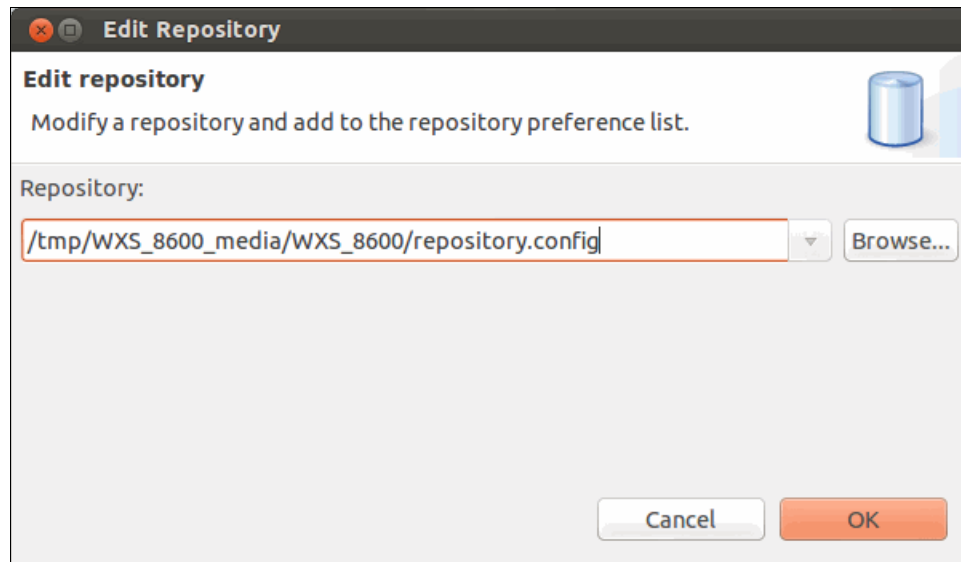 Edit Repository
Edit repository
Modify a repository and add to the repository preference list.
Repository:
/tmp/WXS_8600_media/WXS_8600/repository.config
Browse...
Cancel
OK